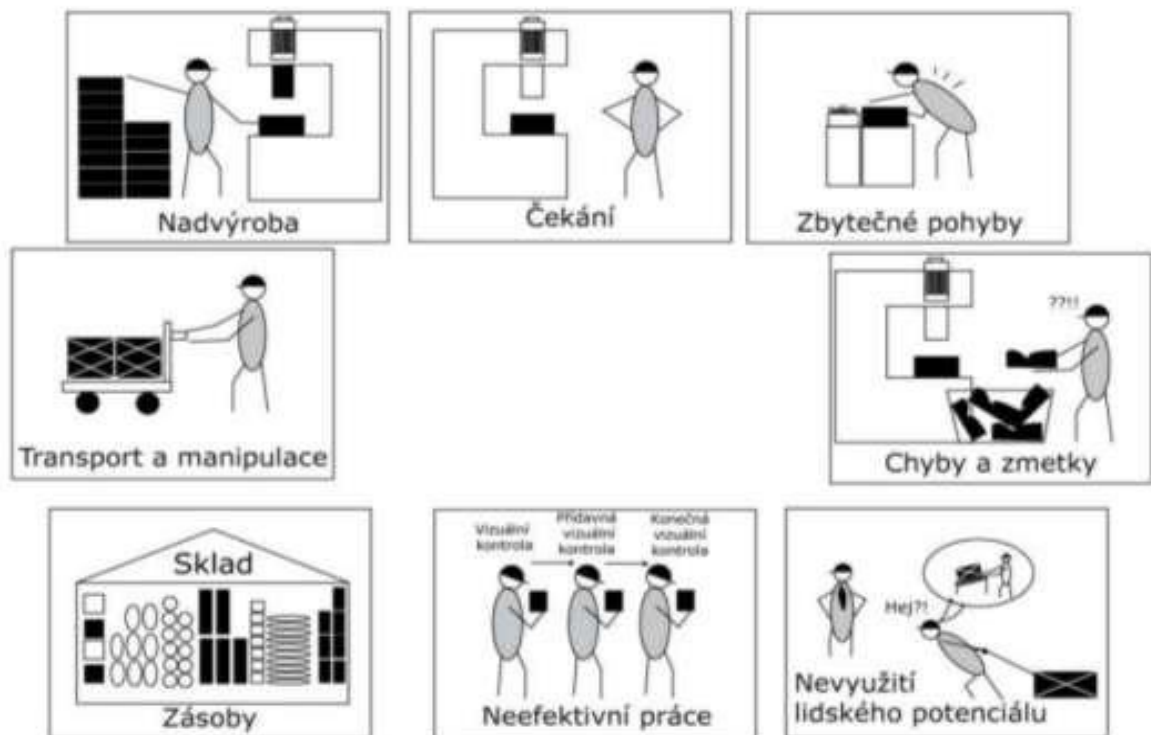 Nadvýroba
Čekání
Zbytečné pohyby
Transport a manipulace
??!!
Chyby a zmetky
Sklad
Zásoby
Vizuální
kontrola
Přídavná
vizuální
kontrola
Konečná
vizuální
kontrola
Neefektivní práce
Hej?!
Nevyužití
lidského potenciálu